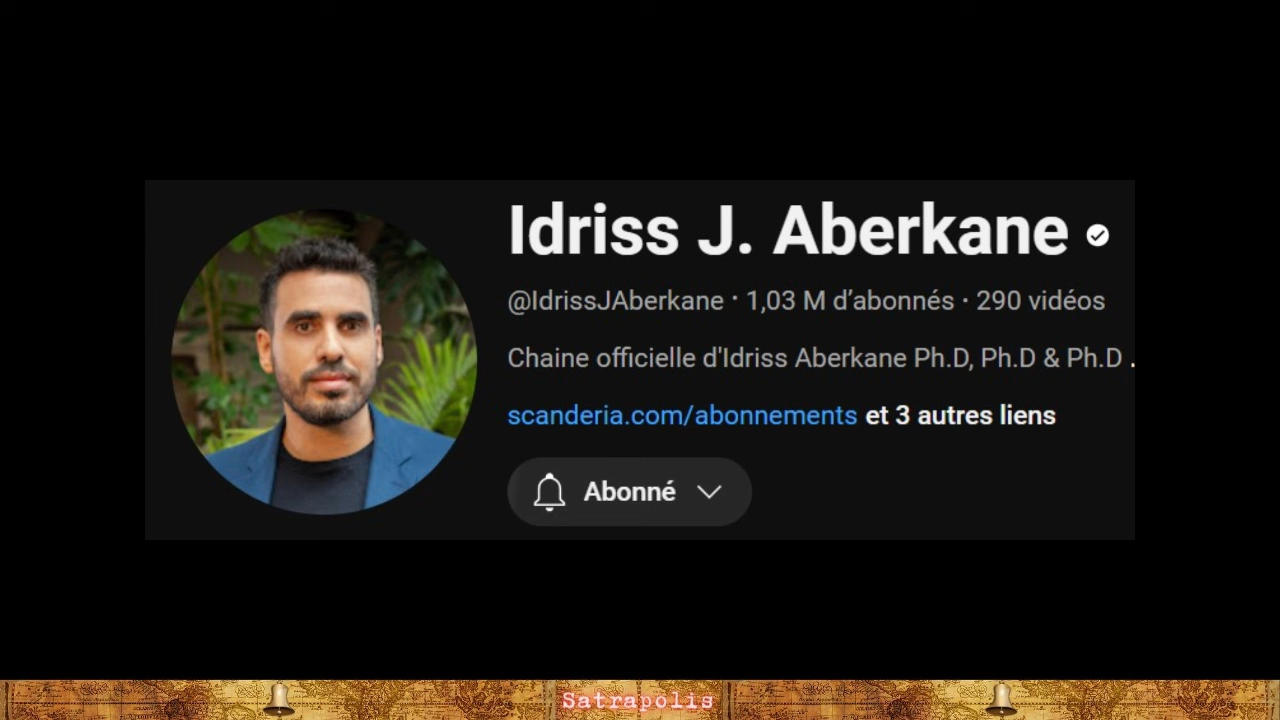 Idriss J. Aberkane
@IdrissJAberkane · 1,03 M d’abonnés · 290 vidéos
Chaine officielle d'Idriss Aberkane Ph.D, Ph.D & Ph.D .
scanderia.com/abonnements et 3 autres liens
Abonné
Satrapolis